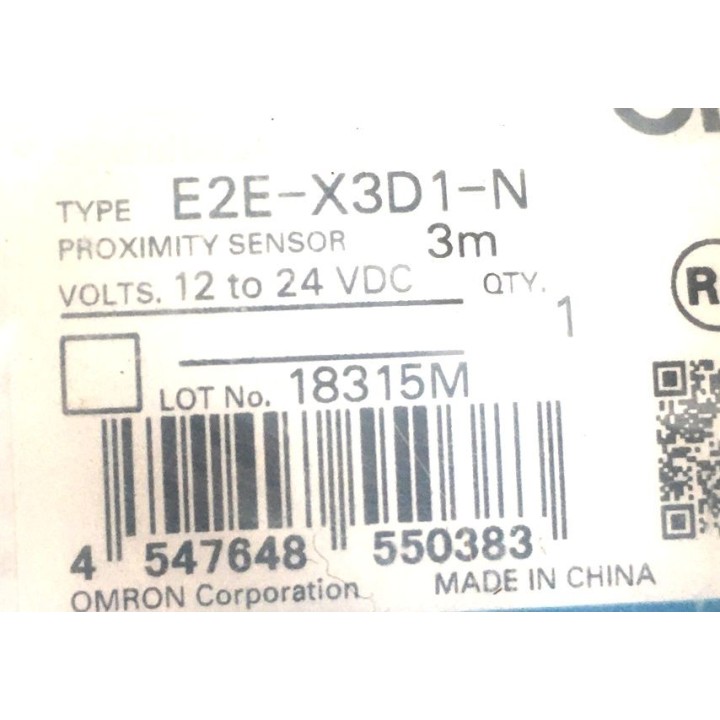 TYPE E2E-X3D1-N
PROXIMITY SENSOR 3m
VOLTS. 12 to 24 VDC QTY. 1
R
LOT No. 18315M
4 547648 550383
OMRON Corporation MADE IN CHINA